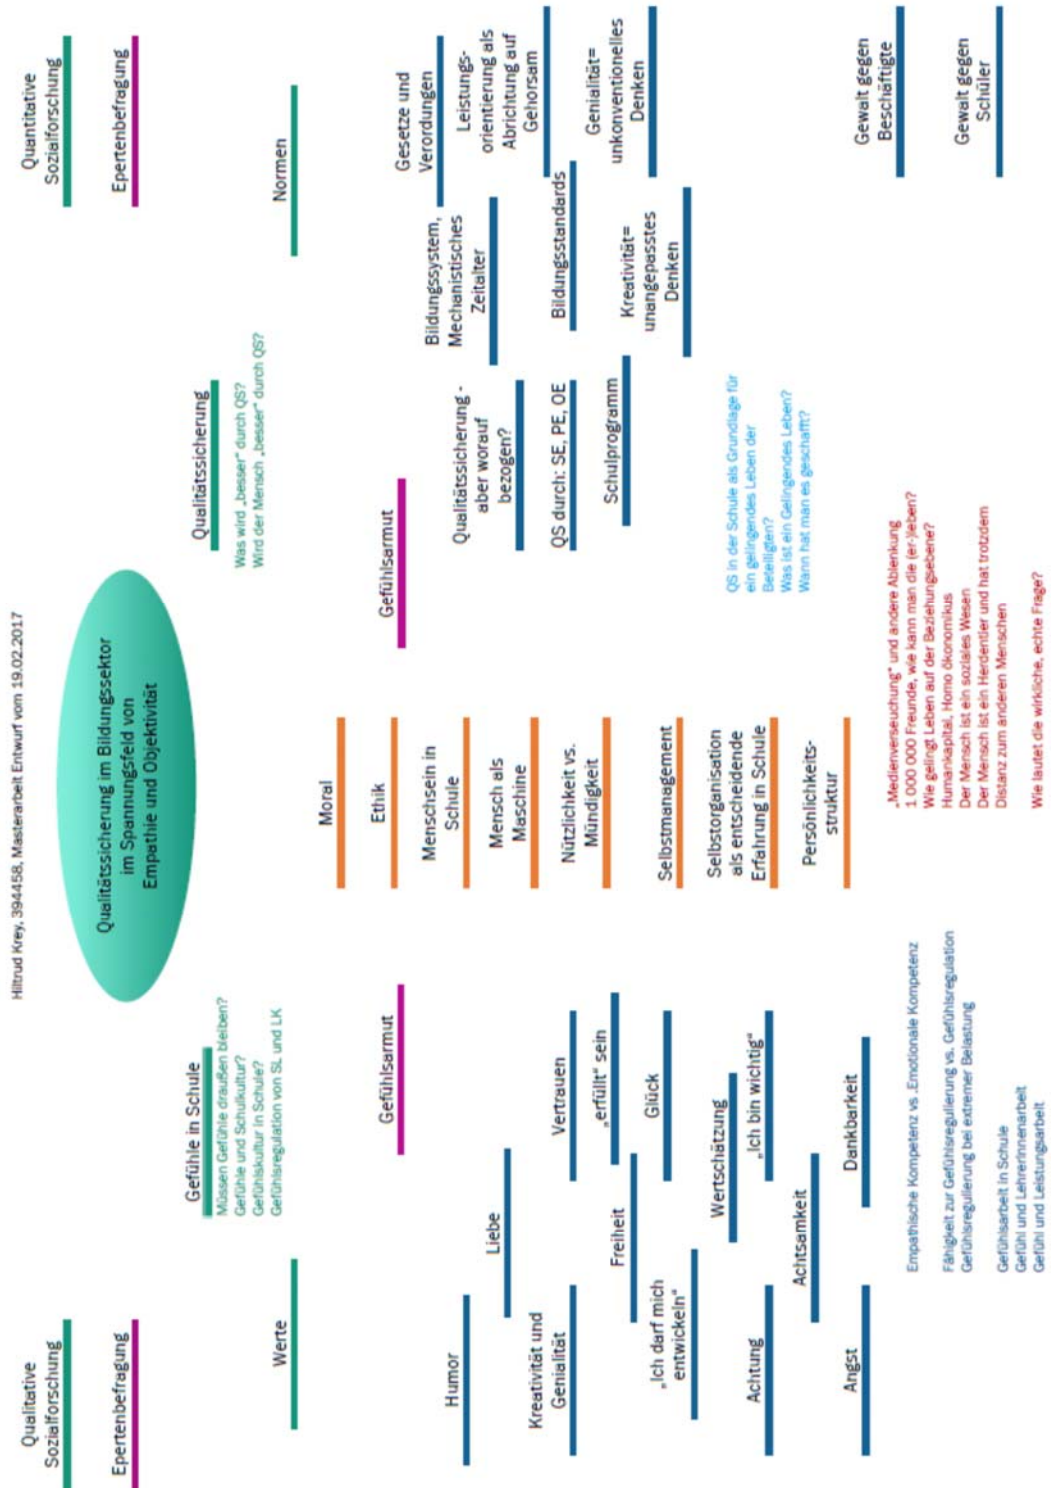 Hiltrud Krey, 394458, Masterarbeit Entwurf vom 19.02.2017
Qualitätssicherung im Bildungssektor
im Spannungsfeld von
Empathie und Objektivität
Qualitative
Sozialforschung
Epertenbefragung
Quantitative
Sozialforschung
Epertenbefragung
Gefühle in Schule
Müssen Gefühle draußen bleiben?
Gefühle und Schulkultur?
Gefühlskultur in Schule?
Gefühlsregulation von SL und LK
Qualitätssicherung
Was wird „besser“ durch QS?
Wird der Mensch „besser“ durch QS?
Werte
Normen
Gefühlsarmut
Gefühlsarmut
Humor
Liebe
Kreativität und
Genialität
Vertrauen
„erfüllt“ sein
Freiheit
Glück
„Ich darf mich
entwickeln“
Wertschätzung
„Ich bin wichtig“
Achtung
Achtsamkeit
Angst
Dankbarkeit
Moral
Ethik
Menschsein in
Schule
Mensch als
Maschine
Nützlichkeit vs.
Mündigkeit
Selbstmanagement
Selbstorganisation
als entscheidende
Erfahrung in Schule
Persönlichkeits-
struktur
Qualitätssicherung -
aber worauf
bezogen?
QS durch: SE, PE, OE
Schulprogramm
Bildungssystem,
Mechanistisches
Zeitalter
Bildungsstandards
Kreativität=
unangepasstes
Denken
Gesetze und
Verordungen
Leistungs-
orientierung als
Abrichtung auf
Gehorsam
Genialität=
unkonventionelles
Denken
Gewalt gegen
Beschäftigte
Gewalt gegen
Schüler
QS in der Schule als Grundlage für
ein gelingendes Leben der
Beteiligten?
Was ist ein Gelingendes Leben?
Wann hat man es geschafft?
Empathische Kompetenz vs .Emotionale Kompetenz
Fähigkeit zur Gefühlsregulierung vs. Gefühlsregulation
Gefühlsregulierung bei extremer Belastung
Gefühlsarbeit in Schule
Gefühl und LehrerInnenarbeit
Gefühl und Leistungsarbeit
„Medienverseuchung“ und andere Ablenkung
1 000 000 Freunde, wie kann man die (er-)leben?
Wie gelingt Leben auf der Beziehungsebene?
Humankapital, Homo ökonomikus
Der Mensch ist ein soziales Wesen
Der Mensch ist ein Herdentier und hat trotzdem
Distanz zum anderen Menschen
Wie lautet die wirkliche, echte Frage?